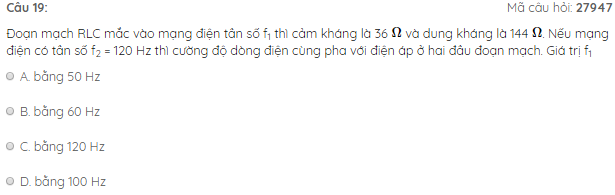 Câu 19: Mã câu hỏi: 27947
Đoạn mạch RLC mắc vào mạng điện tần số f₁ thì cảm kháng là 36 Ω và dung kháng là 144 Ω. Nếu mạng
điện có tần số f₂ = 120 Hz thì cường độ dòng điện cùng pha với điện áp ở hai đầu đoạn mạch. Giá trị f₁
A. bằng 50 Hz
B. bằng 60 Hz
C. bằng 120 Hz
D. bằng 100 Hz